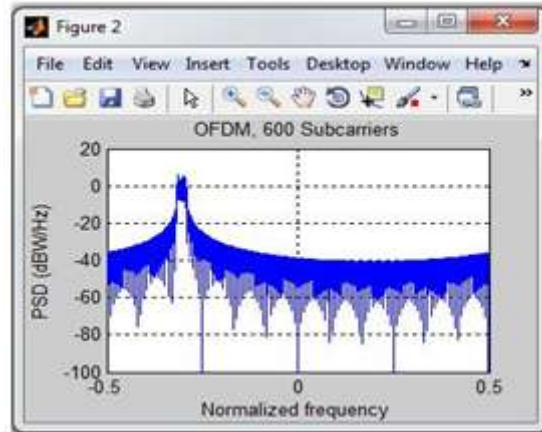 Figure 2
File Edit View Insert Tools Desktop Window Help
OFDM, 600 Subcarriers
20
0
-20
-40
-60
-80
-100
PSD (dBW/Hz)
-0.5 0 0.5
Normalized frequency